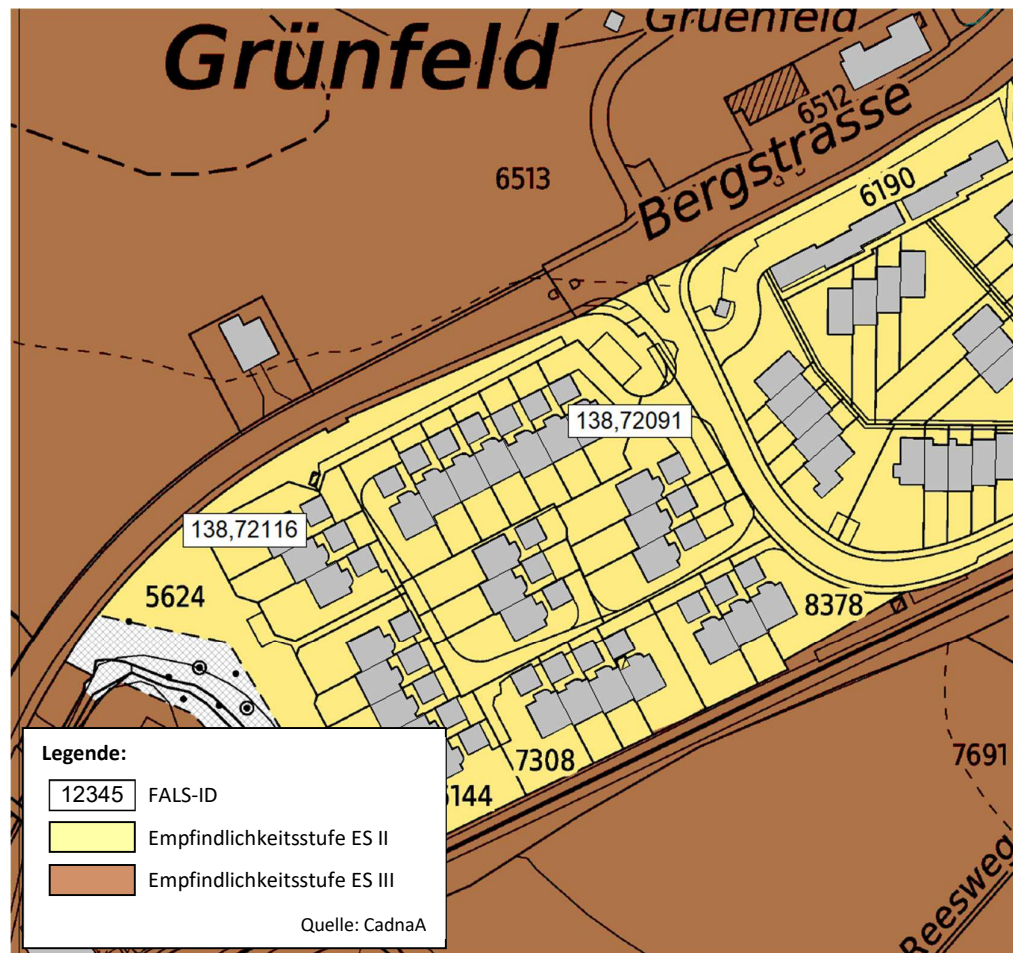 Gruenfeld
Grünfeld
6512
Bergstrasse
6513
6190
138,72091
138,72116
5624
8378
7308
7691
Reesweg
Legende:
12345 FALS-ID
Empfindlichkeitsstufe ES II
Empfindlichkeitsstufe ES III
Quelle: CadnaA